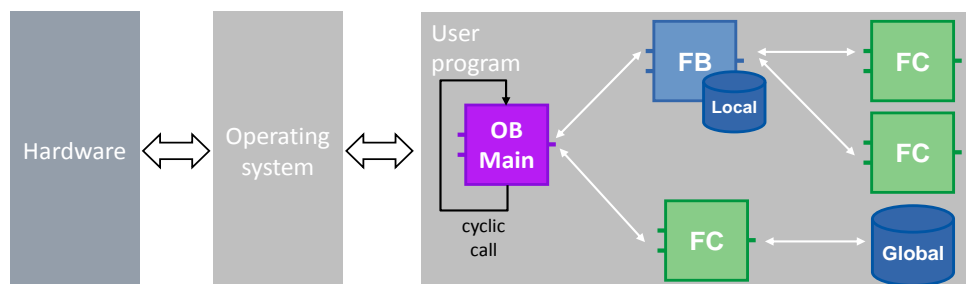 Hardware
Operating
system
User
program
OB
Main
cyclic
call
FB
Local
FC
FC
FC
Global